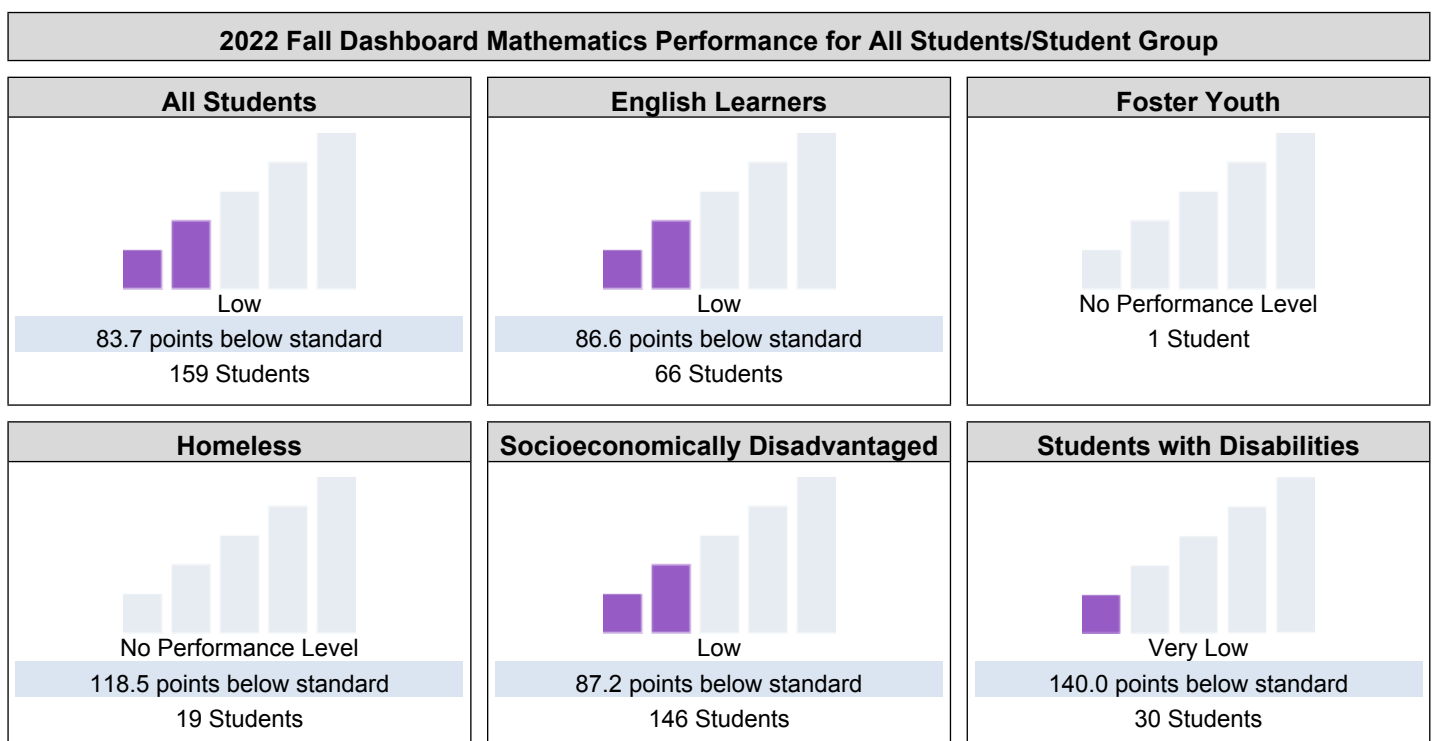 2022 Fall Dashboard Mathematics Performance for All Students/Student Group
All Students
Low
83.7 points below standard
159 Students
English Learners
Low
86.6 points below standard
66 Students
Foster Youth
No Performance Level
1 Student
Homeless
No Performance Level
118.5 points below standard
19 Students
Socioeconomically Disadvantaged
Low
87.2 points below standard
146 Students
Students with Disabilities
Very Low
140.0 points below standard
30 Students